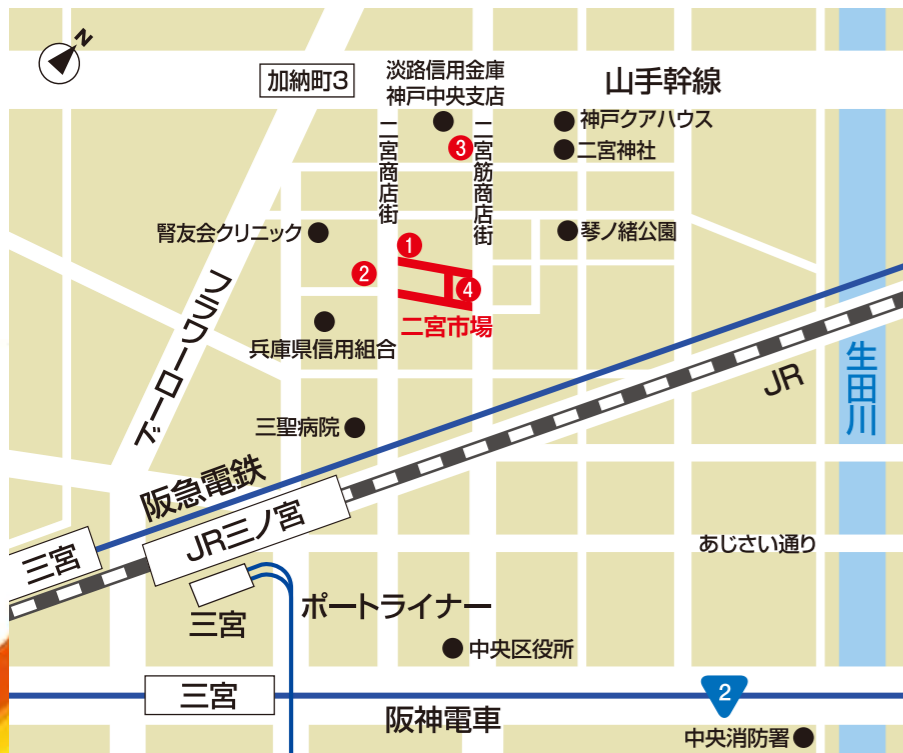 N
加納町3
淡路信用金庫
神戸中央支店
山手幹線
神戸クアハウス
二宮神社
3
二宮商店街
二宮筋商店街
腎友会クリニック
琴ノ緒公園
1
2
4
二宮市場
フラワーロード
兵庫県信用組合
生田川
JR
三聖病院
阪急電鉄
JR三ノ宮
三宮
あじさい通り
三宮
ポートライナー
中央区役所
三宮
2
阪神電車
中央消防署